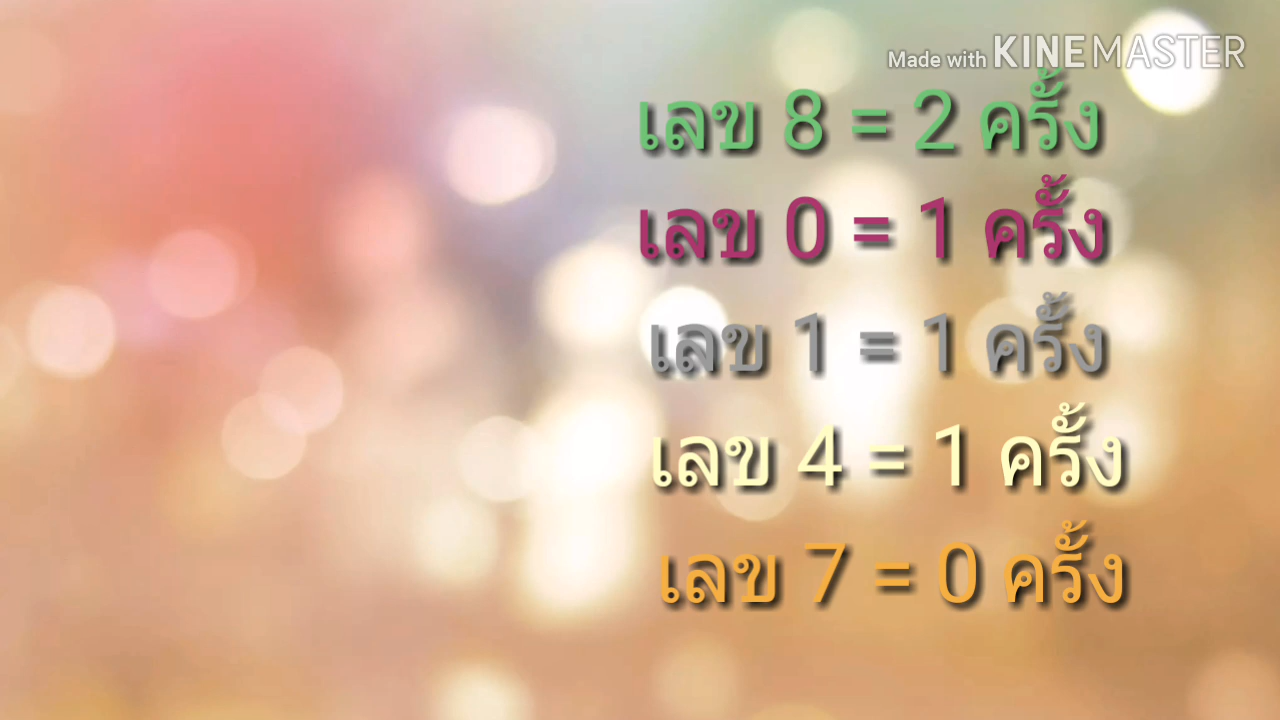 Made with KINEMASTER
เลข 8 = 2 ครั้ง
เลข 0 = 1 ครั้ง
เลข 1 = 1 ครั้ง
เลข 4 = 1 ครั้ง
เลข 7 = 0 ครั้ง